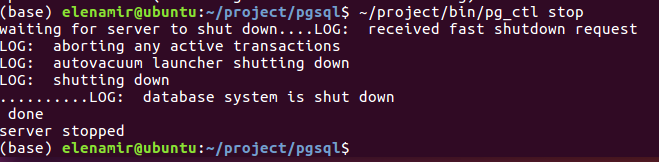 (base) elenamir@ubuntu:~/project/pgsql$ ~/project/bin/pg_ctl stop
waiting for server to shut down....LOG:  received fast shutdown request
LOG:  aborting any active transactions
LOG:  autovacuum launcher shutting down
LOG:  shutting down
..........LOG:  database system is shut down
 done
server stopped
(base) elenamir@ubuntu:~/project/pgsql$